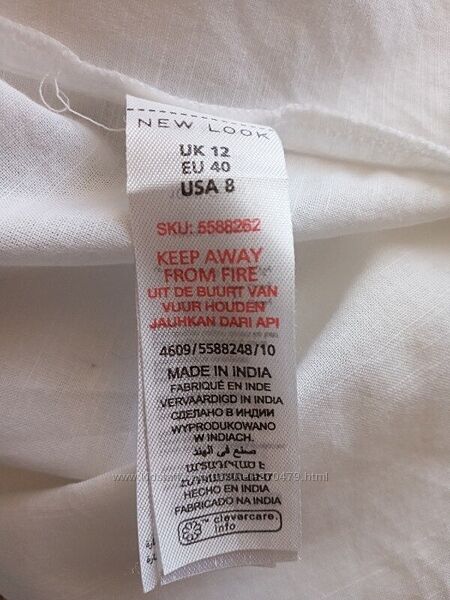 NEW LOOK
UK 12
EU 40
USA 8
SKU: 5588262
KEEP AWAY
FROM FIRE
UIT DE BUURT VAN
VUUR HOUDEN
JAUHKAN DARI API
4609/5588248/10
MADE IN INDIA
FABRIQUÉ EN INDE
VERVAARDIGD IN INDIA
СДЕЛАНО В ИНДИИ
WYPRODUKOWANO
W INDIACH.
صنع في الهند
HECHO EN INDIA
FABRICADO NA INDIA
™ clevercare.
info